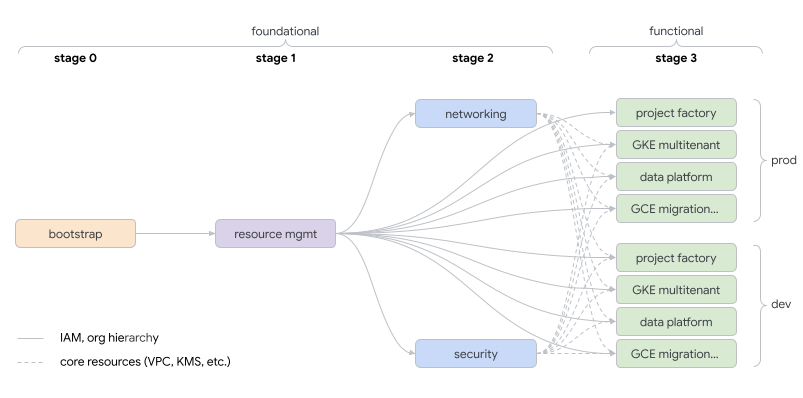 foundational
functional
stage 0
stage 1
stage 2
stage 3
networking
project factory
GKE multitenant
data platform
GCE migration...
prod
bootstrap
resource mgmt
project factory
GKE multitenant
data platform
GCE migration...
dev
security
IAM, org hierarchy
core resources (VPC, KMS, etc.)